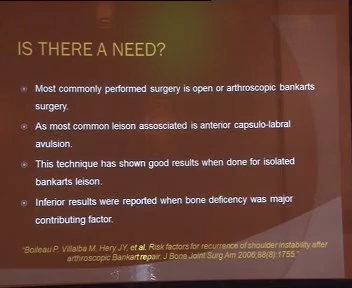 IS THERE A NEED?
Most commonly performed surgery is open or arthroscopic bankarts
surgery.
As most common leison assosciated is anterior capsulo-labral
avulsion.
This technique has shown good results when done for isolated
bankarts leison.
Inferior results were reported when bone deficency was major
contributing factor.
"Boileau P, Villalba M, Hery JY, et al. Risk factors for recurrence of shoulder instability after
arthroscopic Bankart repair. J Bone Joint Surg Am 2006;88(8):1755."